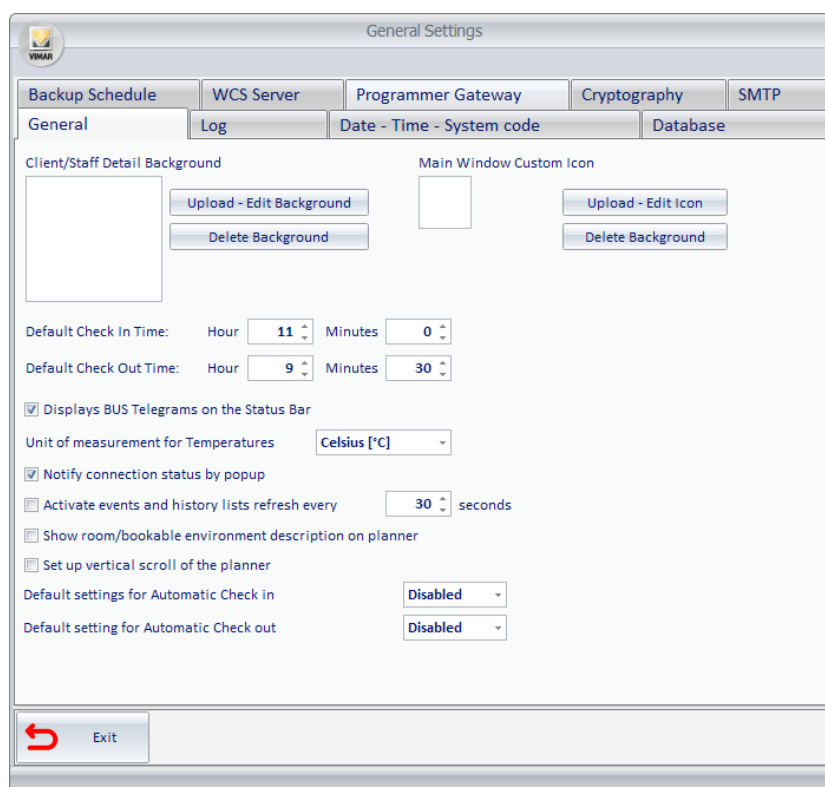 General Settings
VIMAR
Backup Schedule WCS Server Programmer Gateway Cryptography SMTP
General Log Date - Time - System code Database
Client/Staff Detail Background Main Window Custom Icon
Upload - Edit Background Upload - Edit Icon
Delete Background Delete Background
Default Check In Time: Hour 11 Minutes 0
Default Check Out Time: Hour 9 Minutes 30
Displays BUS Telegrams on the Status Bar
Unit of measurement for Temperatures Celsius [°C]
Notify connection status by popup
Activate events and history lists refresh every 30 seconds
Show room/bookable environment description on planner
Set up vertical scroll of the planner
Default settings for Automatic Check in Disabled
Default setting for Automatic Check out Disabled
Exit